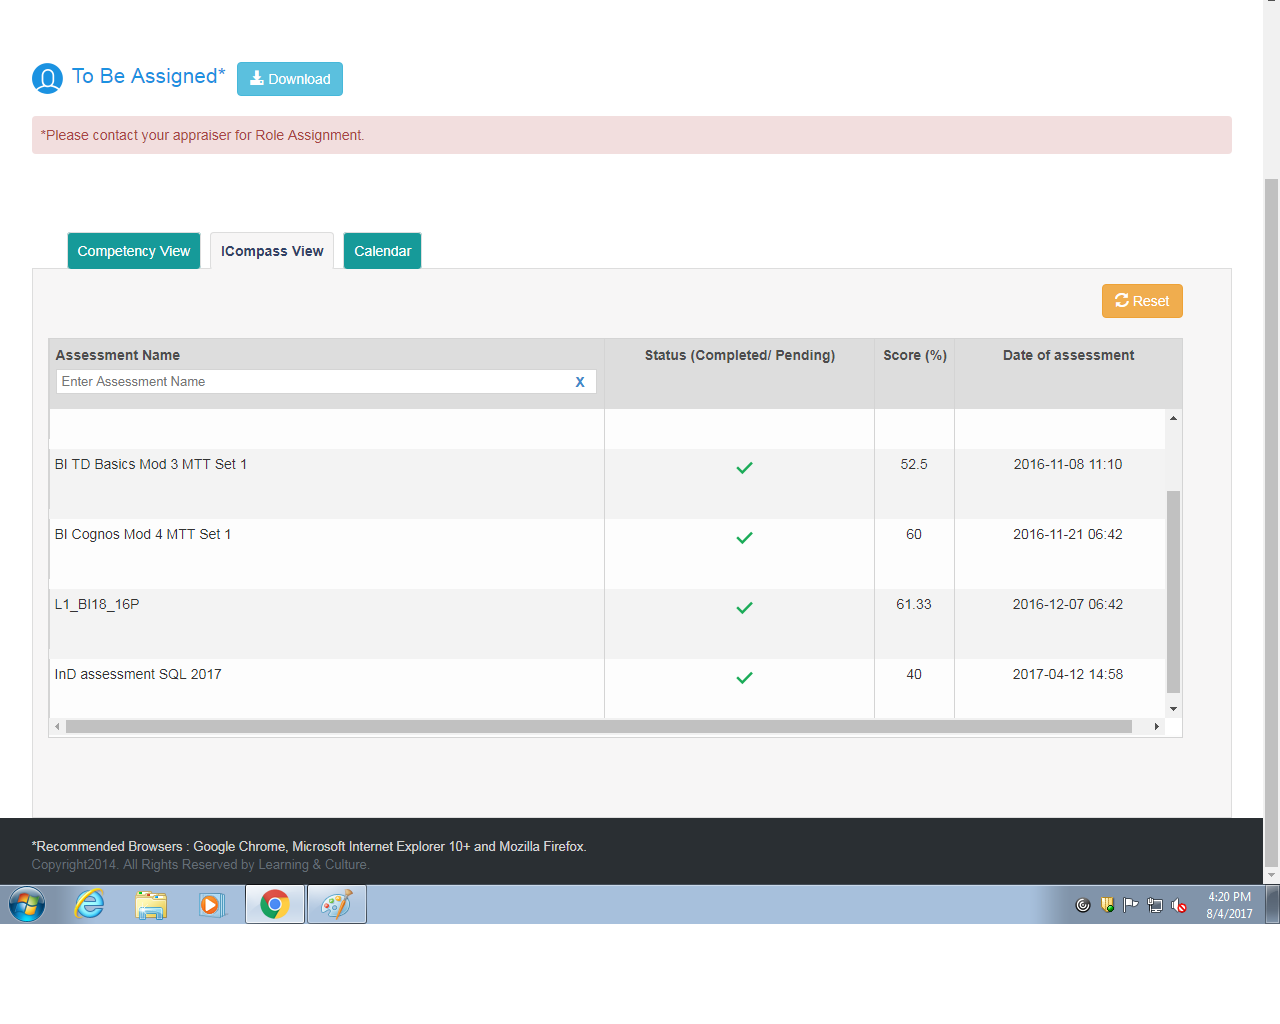 To Be Assigned* Download
*Please contact your appraiser for Role Assignment.
Competency View ICompass View Calendar
Reset
Assessment Name Status (Completed/ Pending) Score (%) Date of assessment
Enter Assessment Name X
BI TD Basics Mod 3 MTT Set 1 52.5 2016-11-08 11:10
BI Cognos Mod 4 MTT Set 1 60 2016-11-21 06:42
L1_BI18_16P 61.33 2016-12-07 06:42
InD assessment SQL 2017 40 2017-04-12 14:58
*Recommended Browsers : Google Chrome, Microsoft Internet Explorer 10+ and Mozilla Firefox.
Copyright2014. All Rights Reserved by Learning & Culture.
4:20 PM
8/4/2017